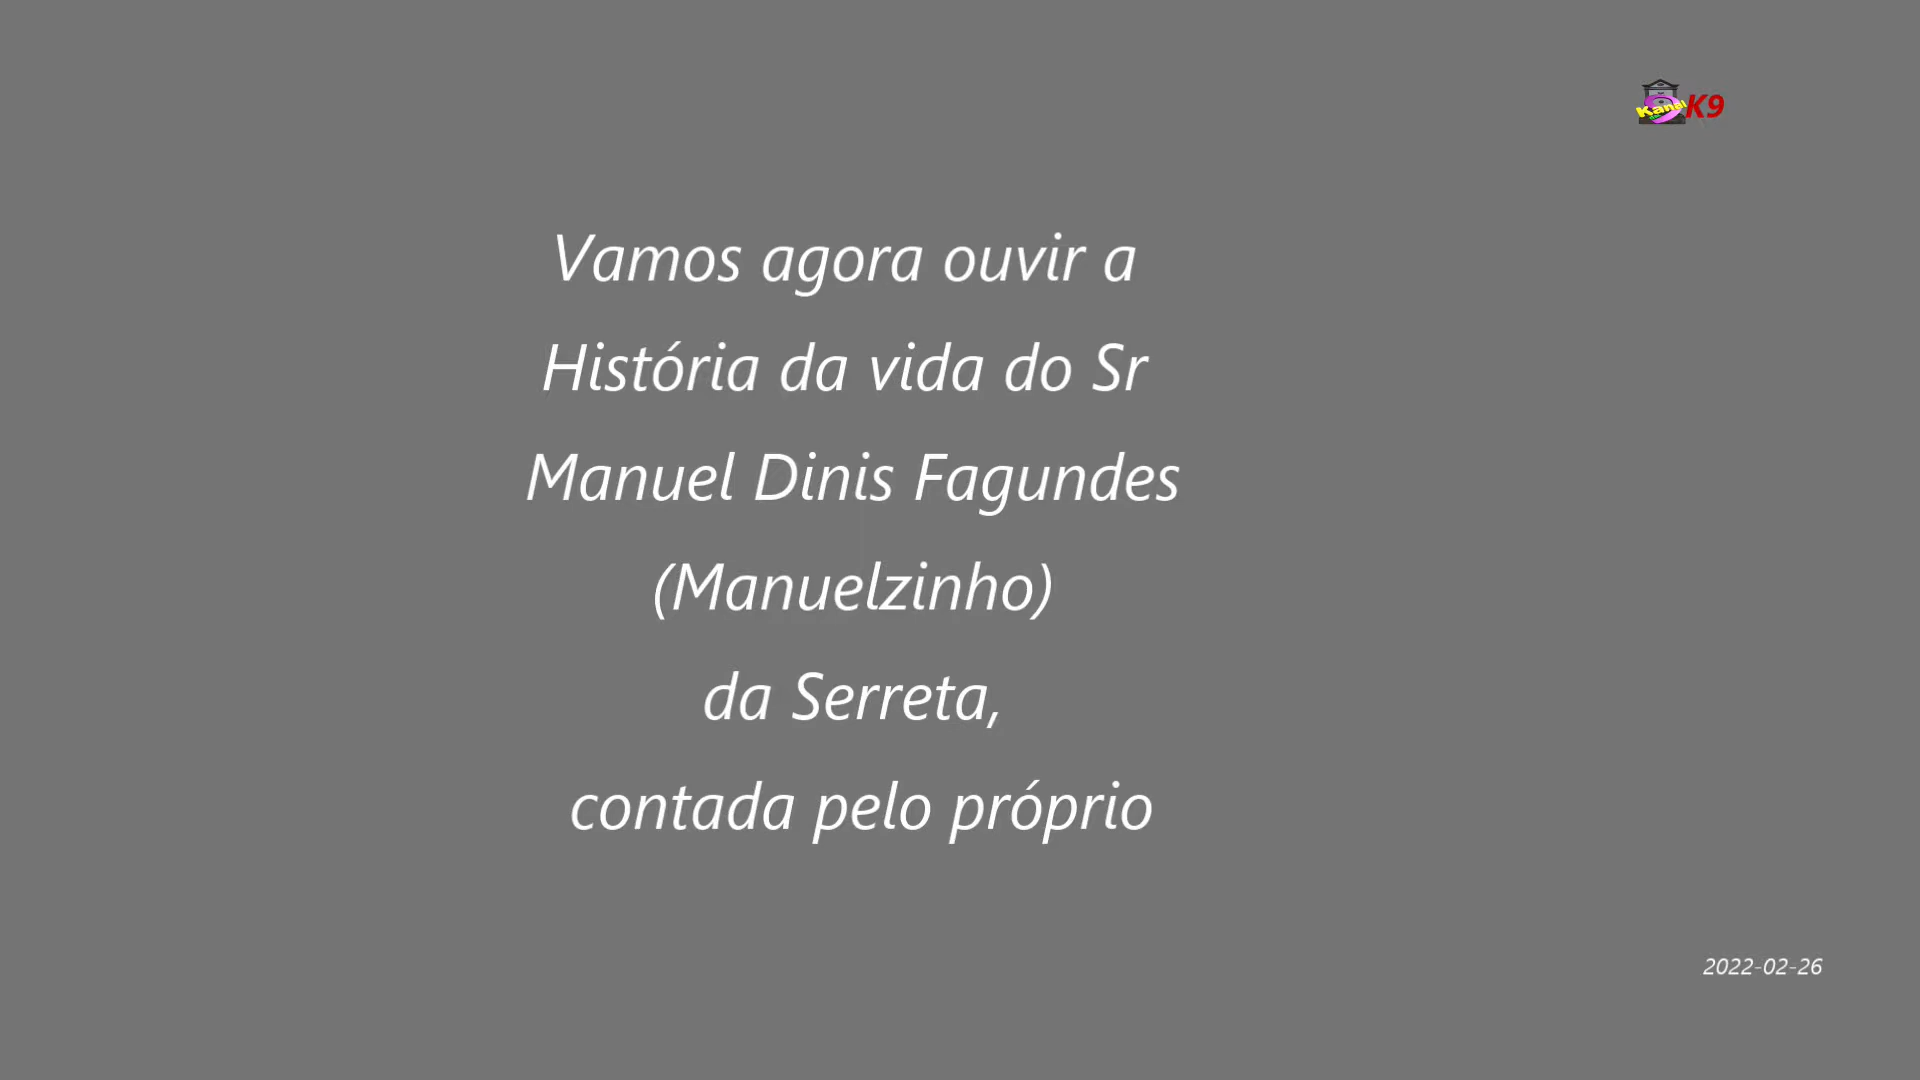 Kanal K9
Vamos agora ouvir a
História da vida do Sr
Manuel Dinis Fagundes
(Manuelzinho)
da Serreta,
contada pelo próprio
2022-02-26